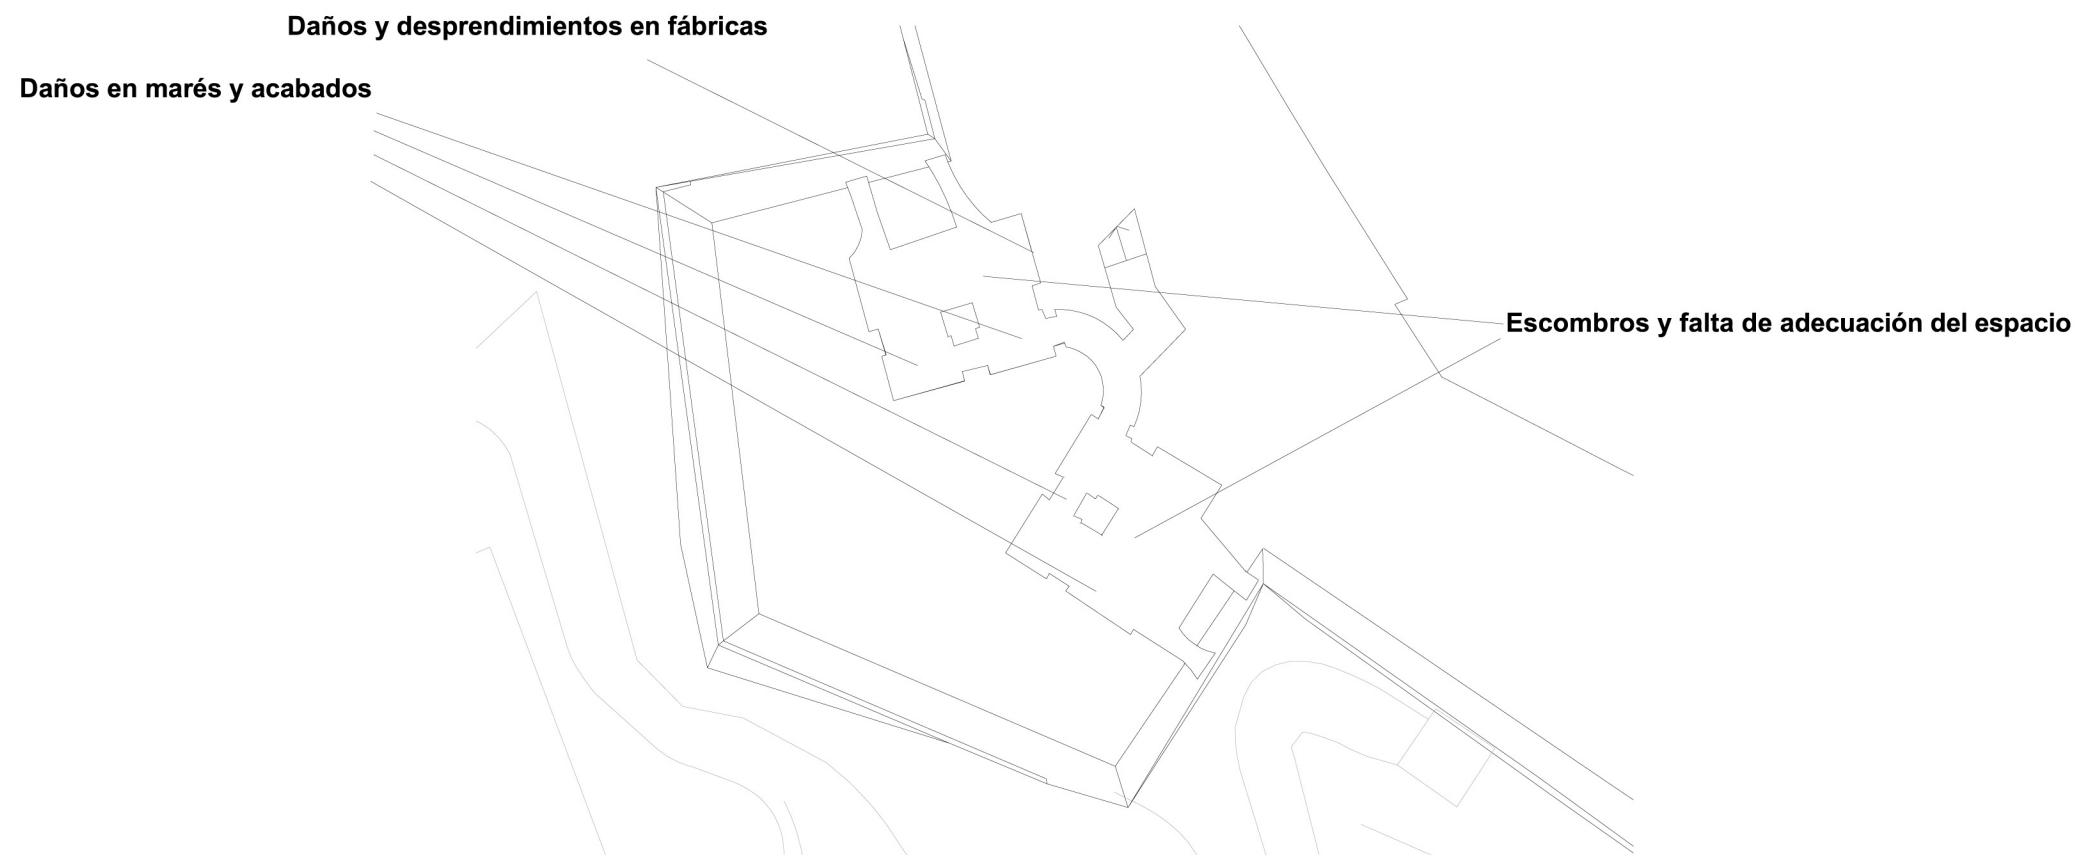 Daños y desprendimientos en fábricas
Daños en marés y acabados
Escombros y falta de adecuación del espacio